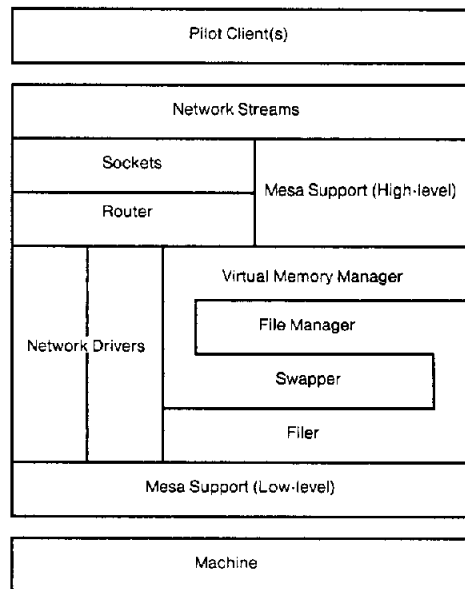 Pilot Client(s)
Network Streams
Sockets
Mesa Support (High-level)
Router
Virtual Memory Manager
File Manager
Network Drivers
Swapper
Filer
Mesa Support (Low-level)
Machine